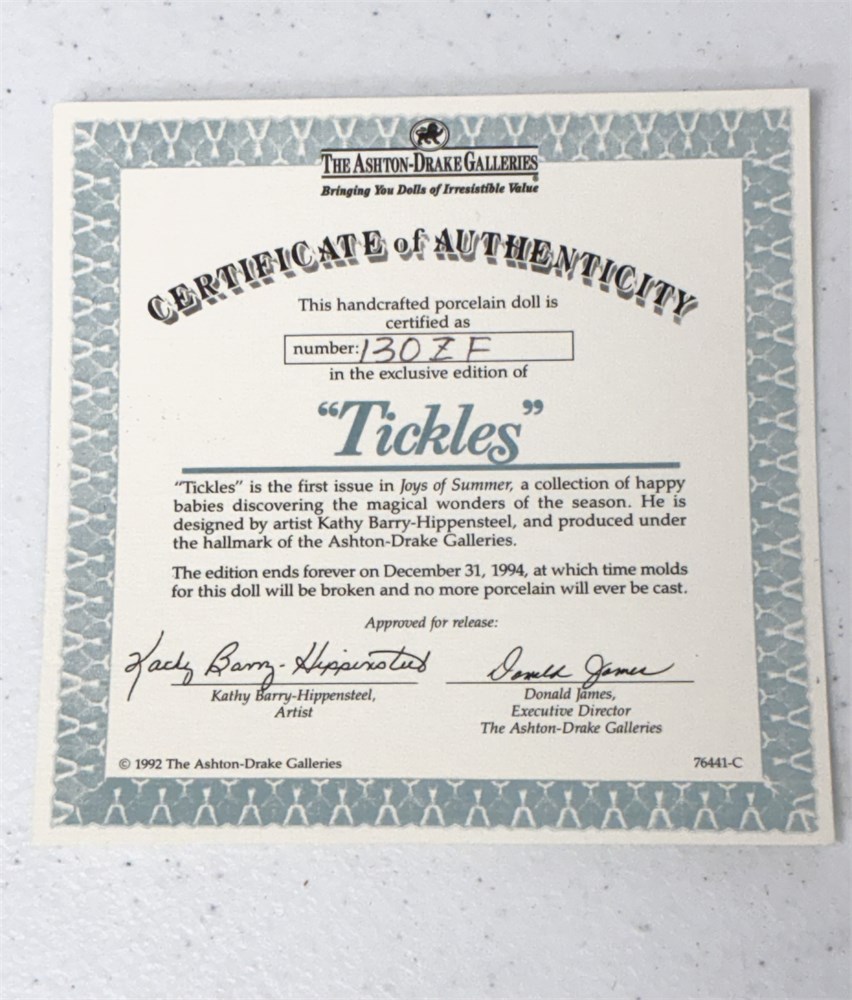 THE ASHTON-DRAKE GALLERIES
Bringing You Dolls of Irresistible Value
CERTIFICATE of AUTHENTICITY
This handcrafted porcelain doll is
certified as
number: 130ZF
in the exclusive edition of
“Tickles”
“Tickles” is the first issue in Joys of Summer, a collection of happy
babies discovering the magical wonders of the season. He is
designed by artist Kathy Barry-Hippensteel, and produced under
the hallmark of the Ashton-Drake Galleries.
The edition ends forever on December 31, 1994, at which time molds
for this doll will be broken and no more porcelain will ever be cast.
Approved for release:
Kathy Barry-Hippensteel Donald James
Kathy Barry-Hippensteel, Donald James,
Artist Executive Director
The Ashton-Drake Galleries
© 1992 The Ashton-Drake Galleries 76441-C